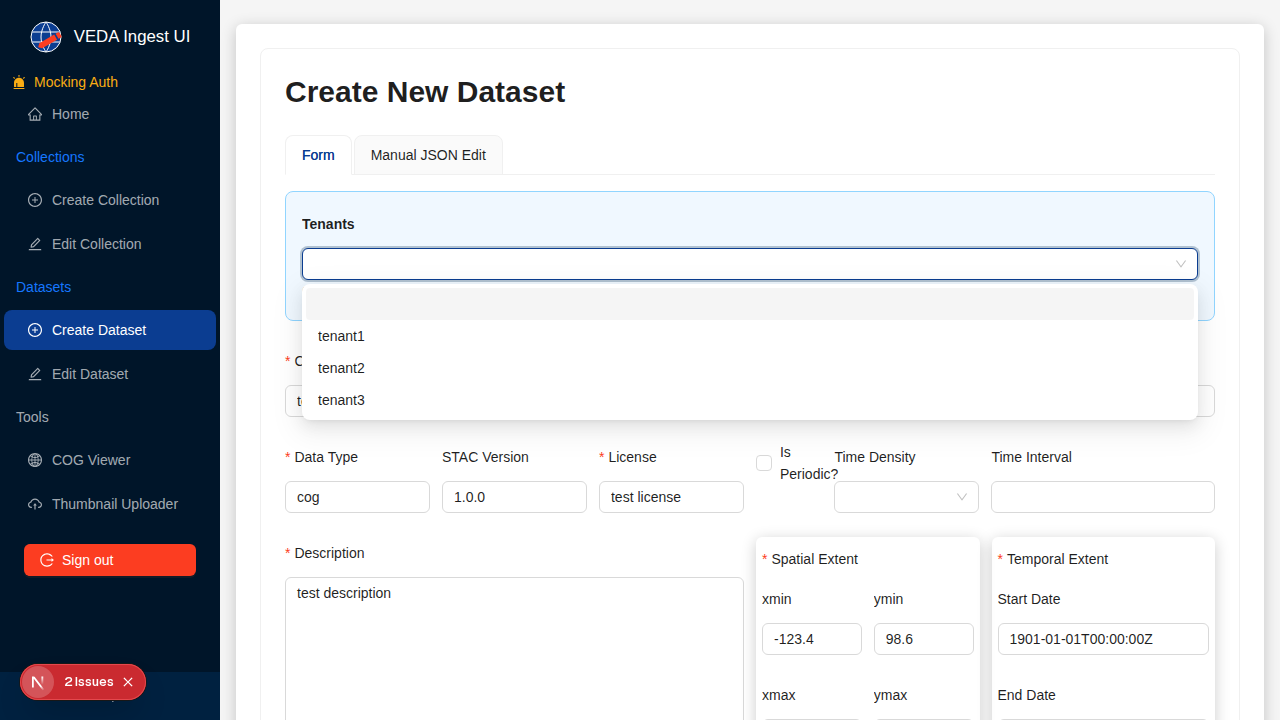 VEDA Ingest UI
Mocking Auth
Home
Collections
Create Collection
Edit Collection
Datasets
Create Dataset
Edit Dataset
Tools
COG Viewer
Thumbnail Uploader
Sign out
2 Issues
Create New Dataset
Form
Manual JSON Edit
Tenants
tenant1
tenant2
tenant3
* Data Type
STAC Version
* License
Is Periodic?
Time Density
Time Interval
cog
1.0.0
test license
* Description
test description
* Spatial Extent
xmin
ymin
-123.4
98.6
xmax
ymax
* Temporal Extent
Start Date
1901-01-01T00:00:00Z
End Date